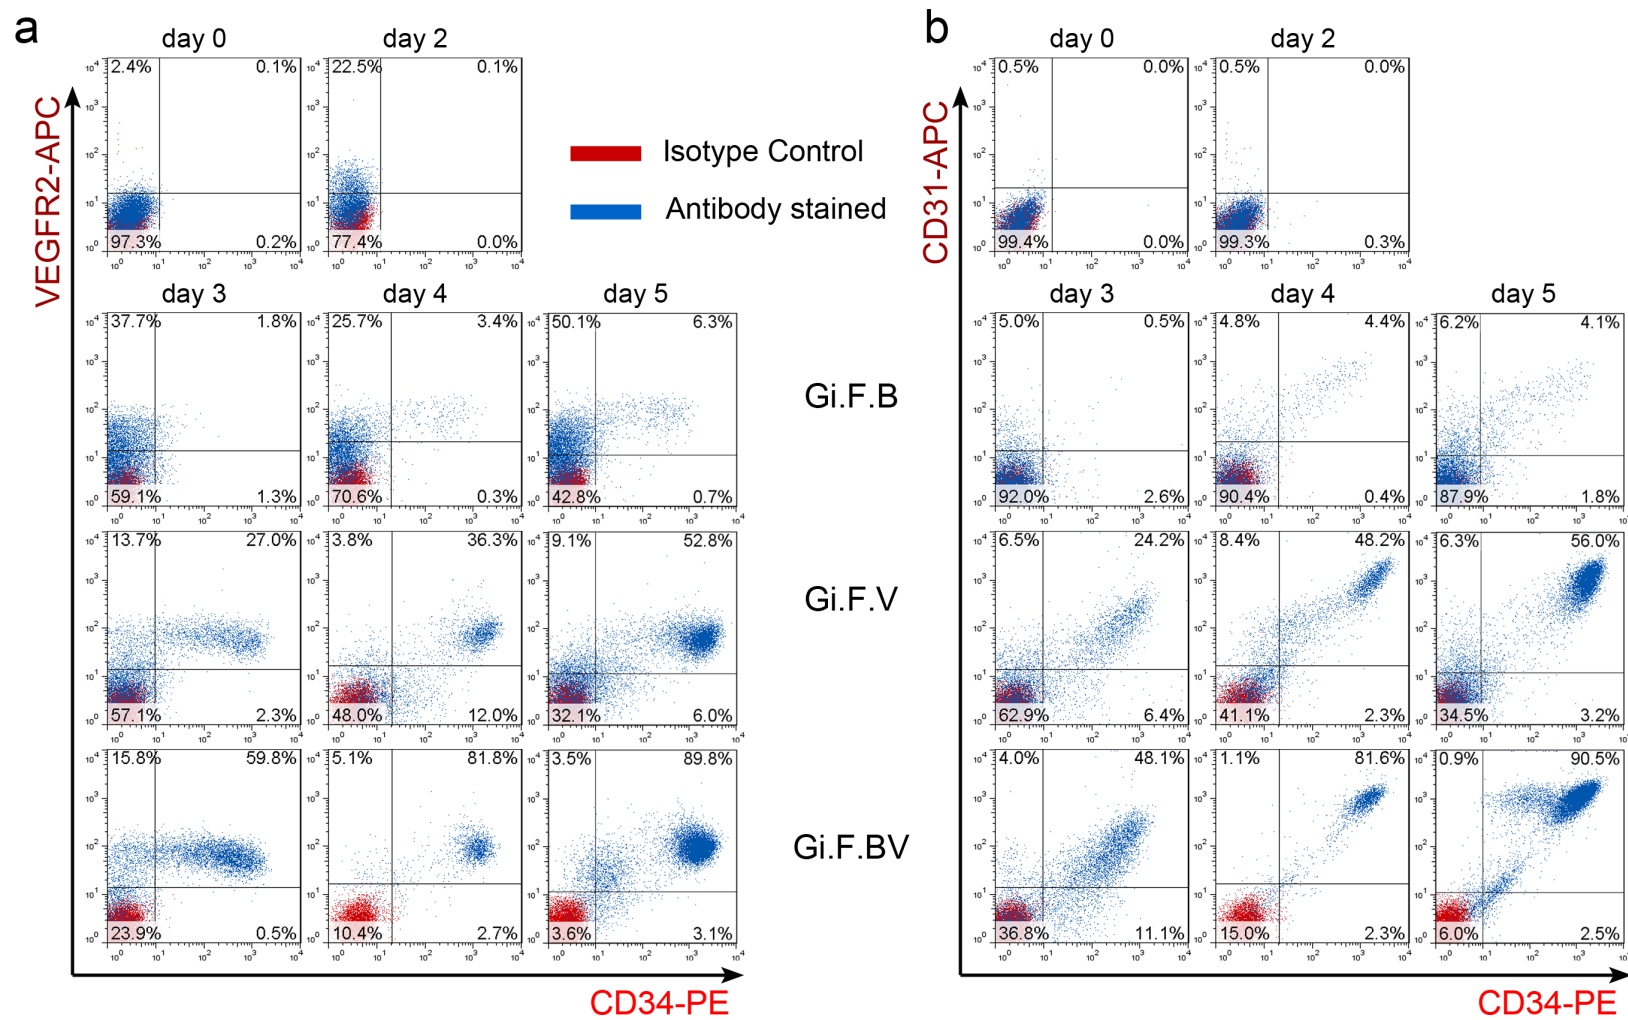 a
b
day 0
day 2
day 0
day 2
VEGFR2-APC
CD31-APC
2.4% 0.1%
97.3% 0.2%
22.5% 0.1%
77.4% 0.0%
Isotype Control
Antibody stained
0.5% 0.0%
99.4% 0.0%
0.5% 0.0%
99.3% 0.3%
day 3
day 4
day 5
day 3
day 4
day 5
37.7% 1.8%
59.1% 1.3%
25.7% 3.4%
70.6% 0.3%
50.1% 6.3%
42.8% 0.7%
Gi.F.B
5.0% 0.5%
92.0% 2.6%
4.8% 4.4%
90.4% 0.4%
6.2% 4.1%
87.9% 1.8%
13.7% 27.0%
57.1% 2.3%
3.8% 36.3%
48.0% 12.0%
9.1% 52.8%
32.1% 6.0%
Gi.F.V
6.5% 24.2%
62.9% 6.4%
8.4% 48.2%
41.1% 2.3%
6.3% 56.0%
34.5% 3.2%
15.8% 59.8%
23.9% 0.5%
5.1% 81.8%
10.4% 2.7%
3.5% 89.8%
3.6% 3.1%
Gi.F.BV
4.0% 48.1%
36.8% 11.1%
1.1% 81.6%
15.0% 2.3%
0.9% 90.5%
6.0% 2.5%
CD34-PE
CD34-PE